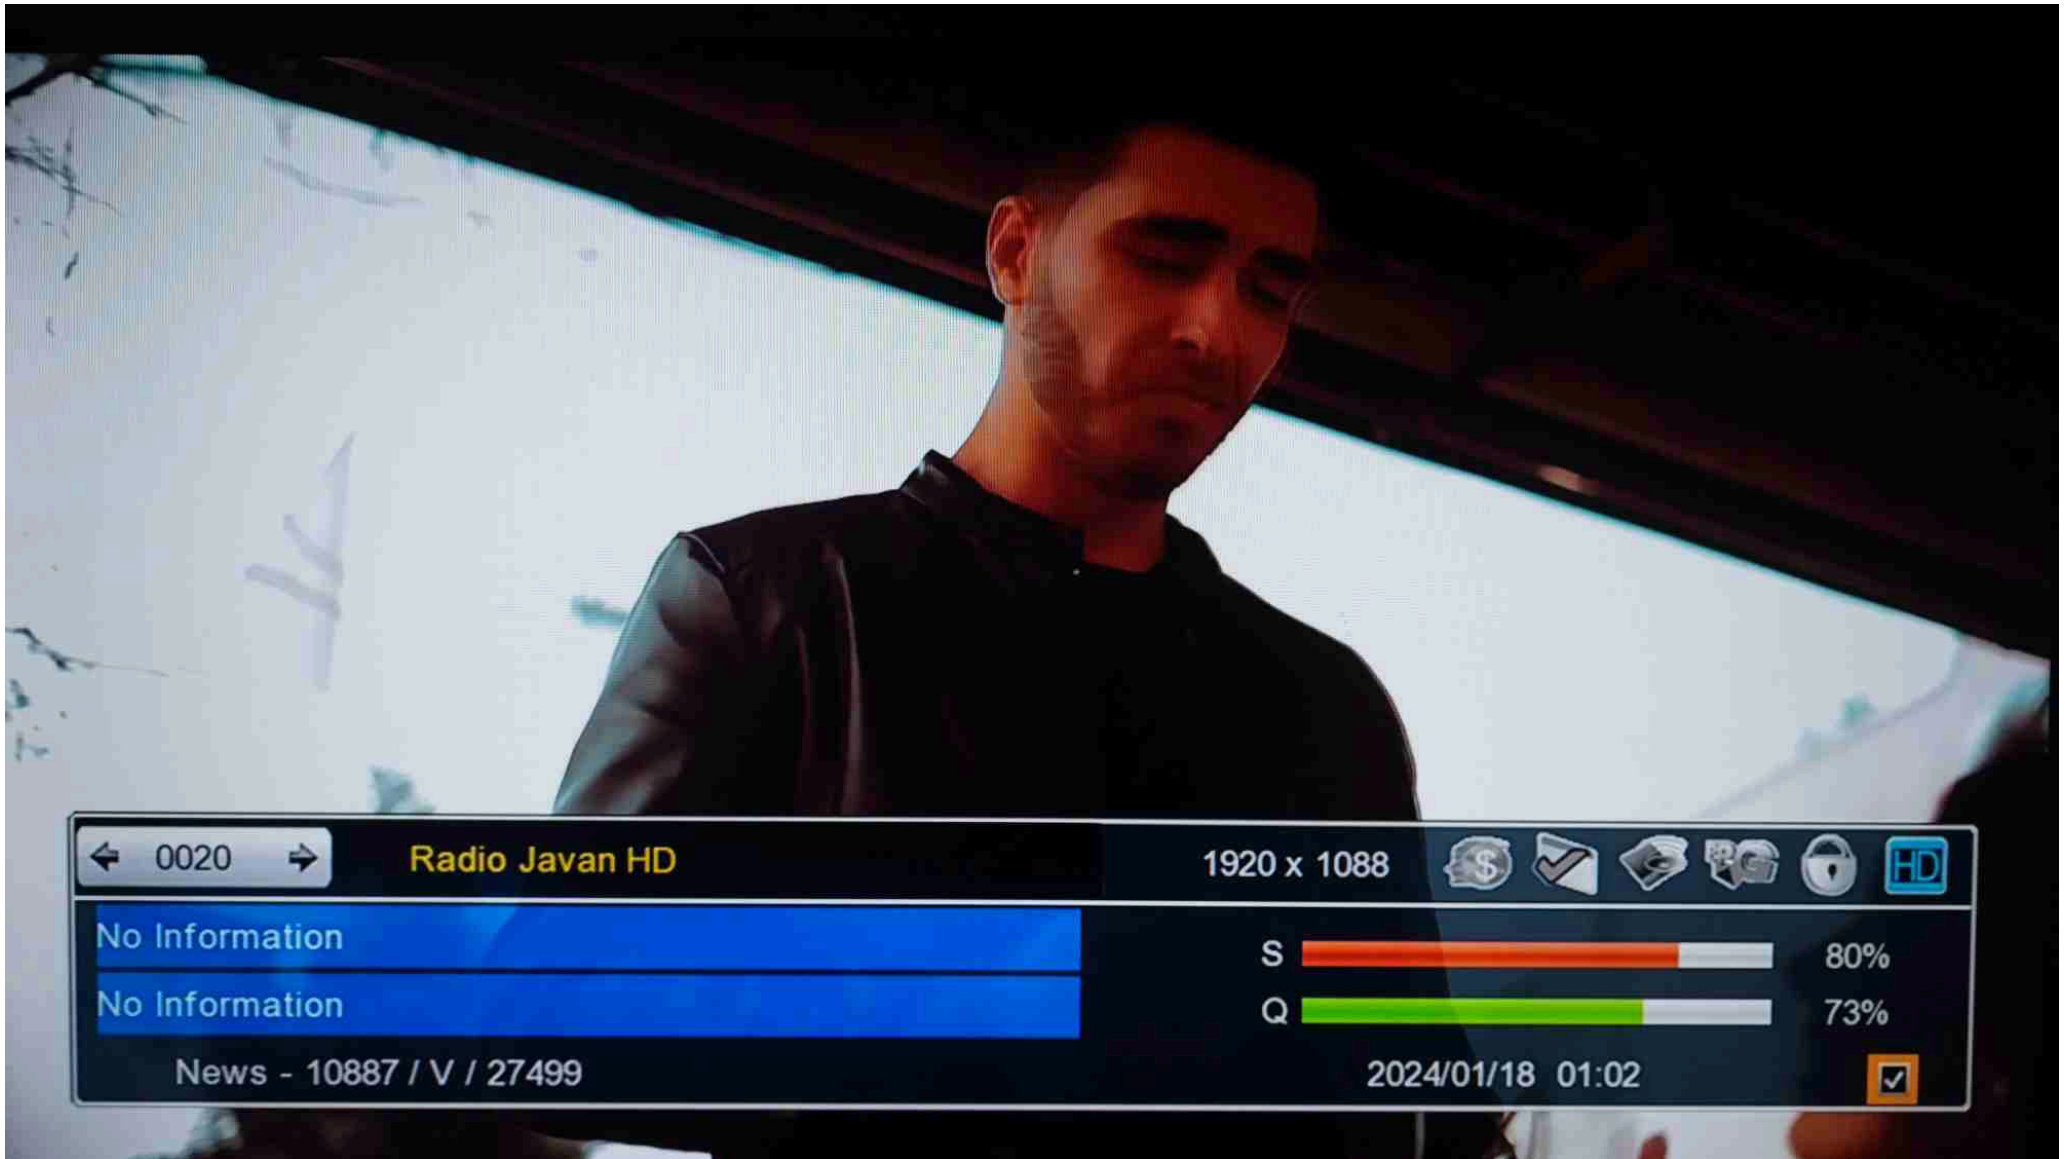 0020
Radio Javan HD
1920 x 1088
$
HD
No Information
No Information
S 80%
Q 73%
News - 10887 / V / 27499
2024/01/18 01:02